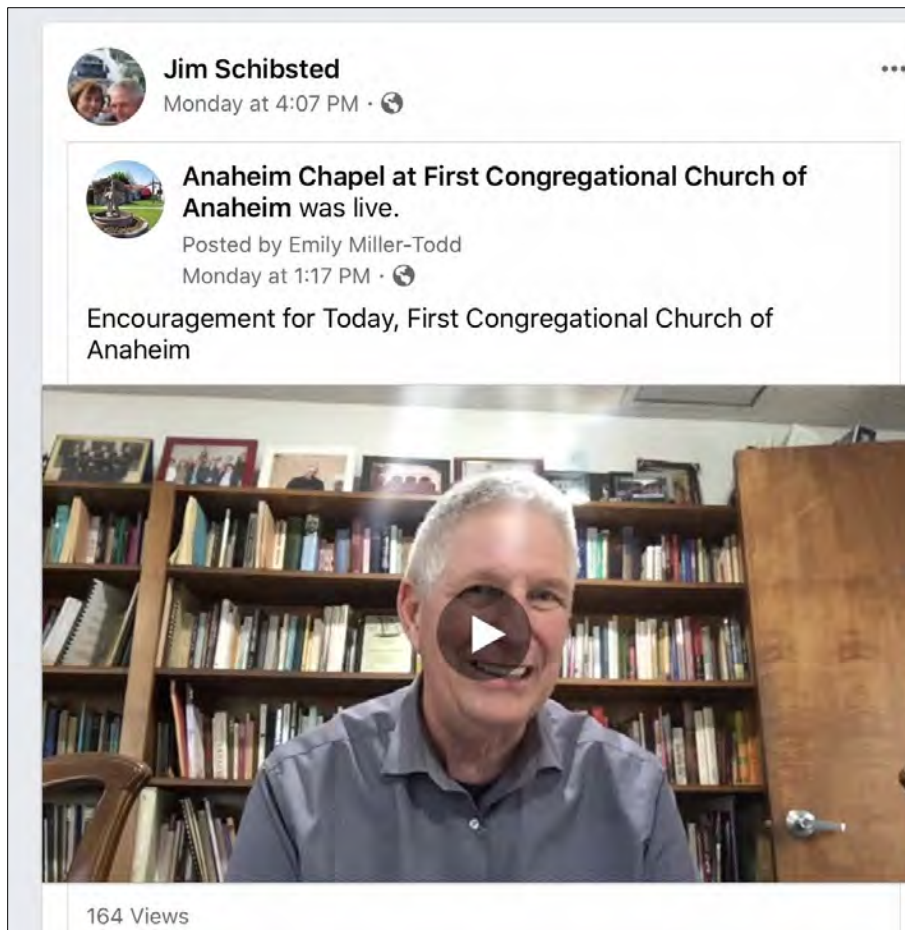 Jim Schibsted
Monday at 4:07 PM ·
Anaheim Chapel at First Congregational Church of
Anaheim was live.
Posted by Emily Miller-Todd
Monday at 1:17 PM ·
Encouragement for Today, First Congregational Church of
Anaheim
164 Views